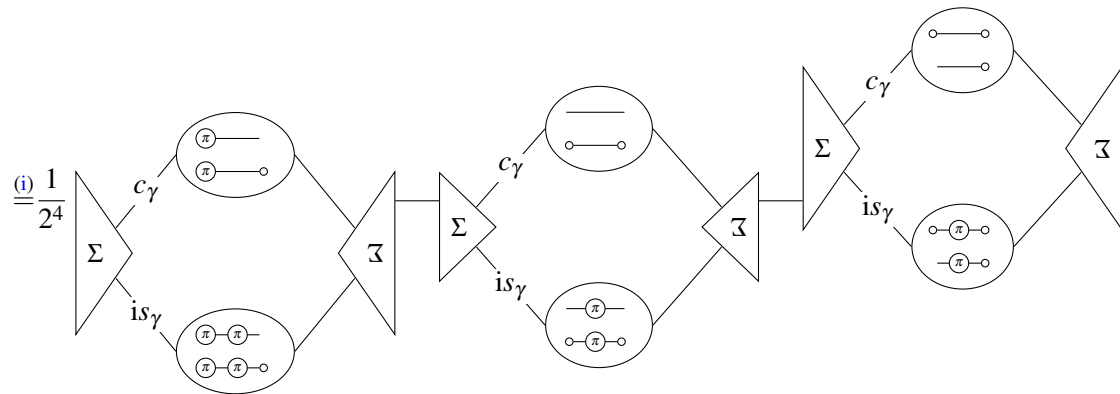 (i)
= 1/2^4
Σ c_γ is_γ π π π π π π Σ
Σ c_γ is_γ π π Σ
Σ c_γ is_γ π π Σ